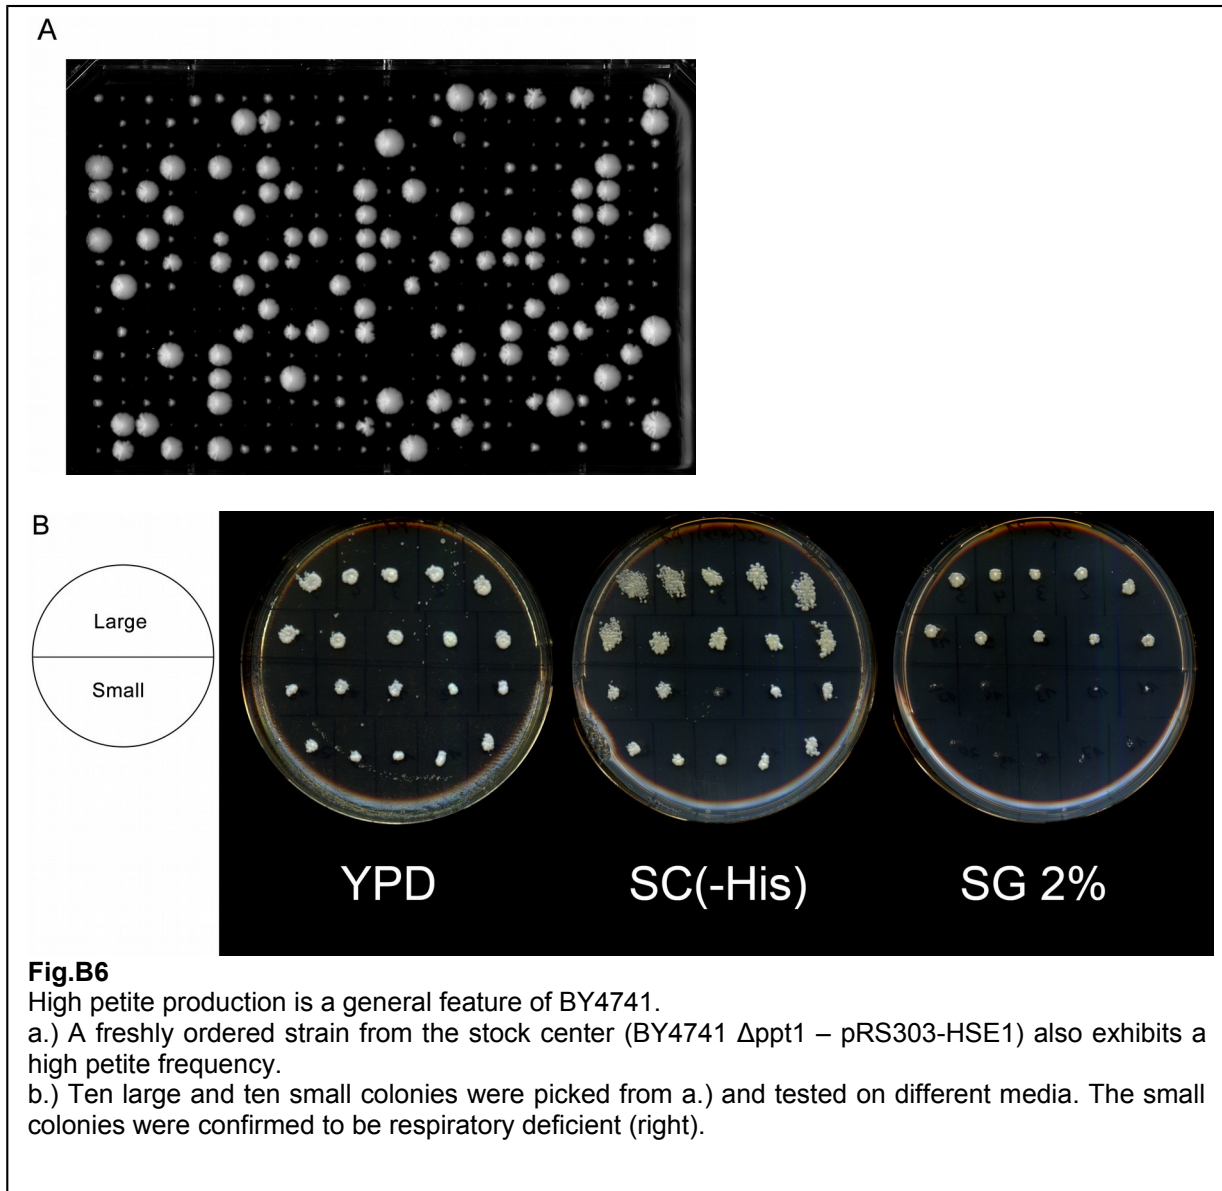 A
B
Large
Small
YPD
SC(-His)
SG 2%
Fig.B6
High petite production is a general feature of BY4741.
a.) A freshly ordered strain from the stock center (BY4741 Δppt1 – pRS303-HSE1) also exhibits a
high petite frequency.
b.) Ten large and ten small colonies were picked from a.) and tested on different media. The small
colonies were confirmed to be respiratory deficient (right).